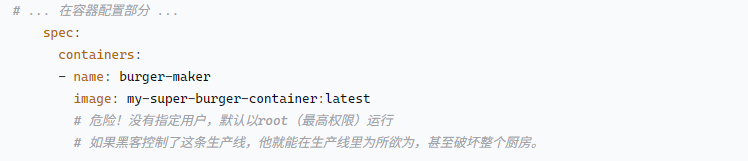 # ... 在容器配置部分 ...
spec:
containers:
- name: burger-maker
image: my-super-burger-container:latest
# 危险！没有指定用户，默认以root（最高权限）运行
# 如果黑客控制了这条生产线，他就能在生产线里为所欲为，甚至破坏整个厨房。